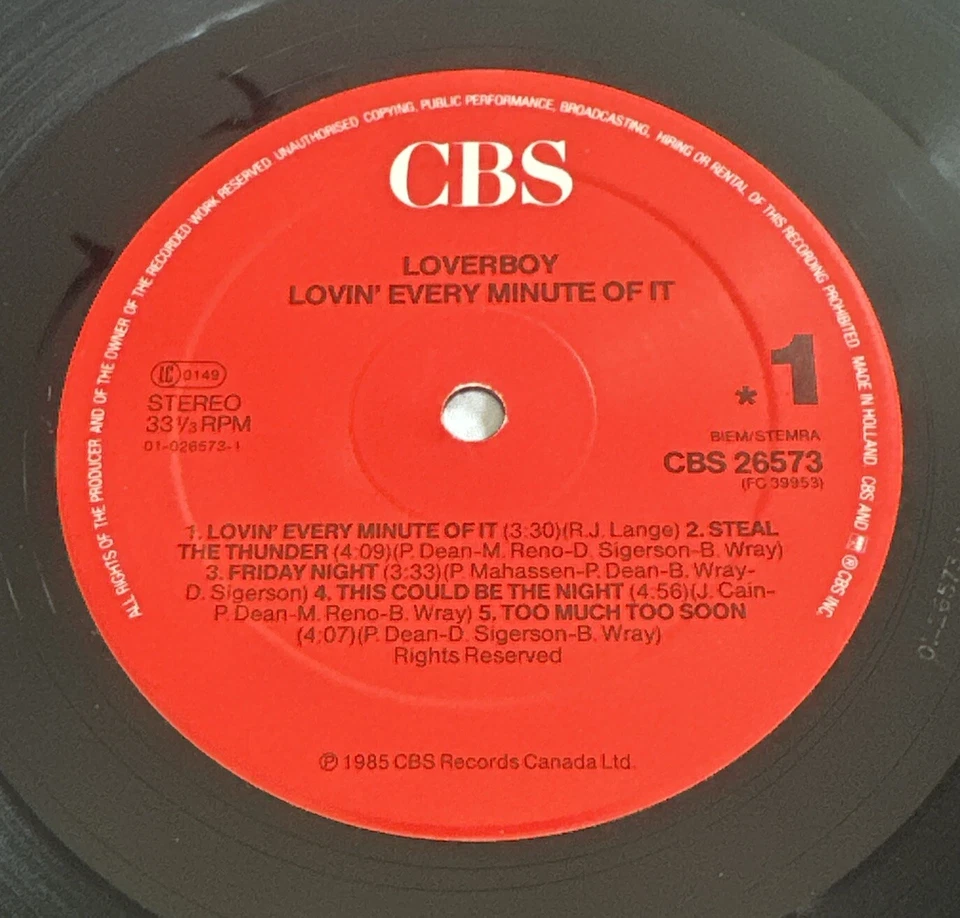 ALL RIGHTS OF THE PRODUCER AND OF THE OWNER OF THE RECORDED WORK RESERVED. UNAUTHORISED COPYING, PUBLIC PERFORMANCE, BROADCASTING, HIRING OR RENTAL OF THIS RECORDING PROHIBITED. MADE IN HOLLAND CBS AND ® CBS INC.
CBS
LOVERBOY
LOVIN' EVERY MINUTE OF IT
* 1
LC 0149
STEREO
33 1/3 RPM
01-026573-1
BIEM/STEMRA
CBS 26573
(FC 39953)
1. LOVIN' EVERY MINUTE OF IT (3:30)(R.J. Lange) 2. STEAL
THE THUNDER (4:09)(P. Dean-M. Reno-D. Sigerson-B. Wray)
3. FRIDAY NIGHT (3:33)(P. Mahassen-P. Dean-B. Wray-
D. Sigerson) 4. THIS COULD BE THE NIGHT (4:56)(J. Cain-
P. Dean-M. Reno-B. Wray) 5. TOO MUCH TOO SOON
(4:07)(P. Dean-D. Sigerson-B. Wray)
Rights Reserved
℗ 1985 CBS Records Canada Ltd.